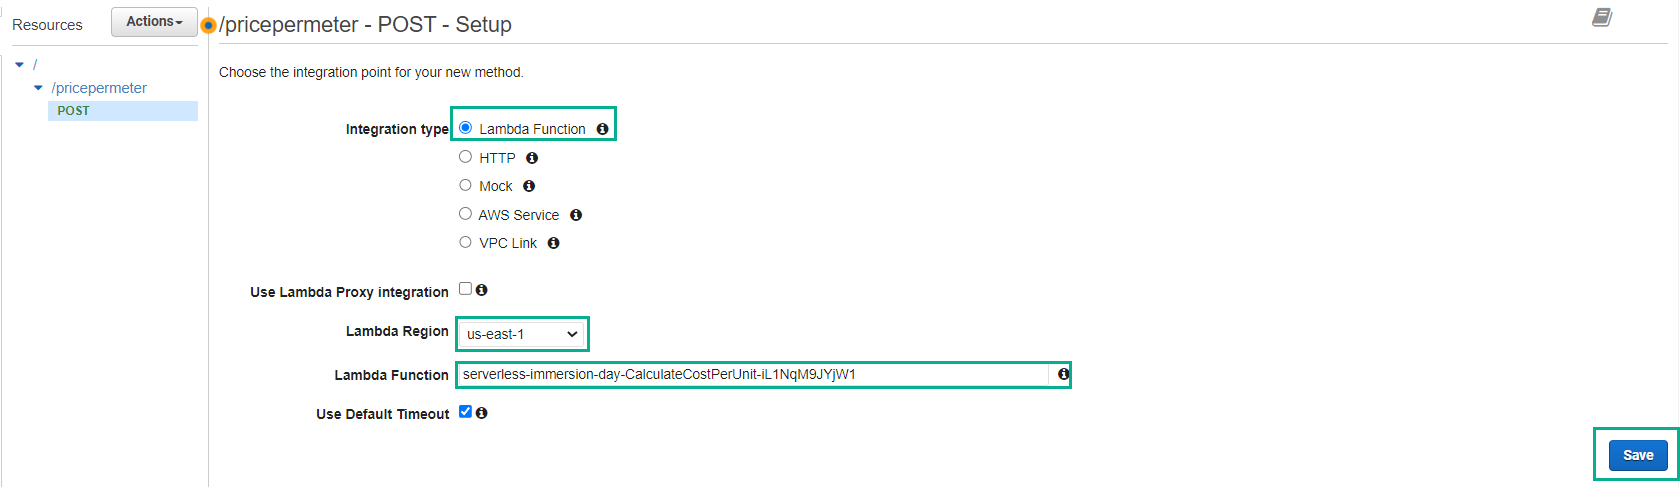 Resources
Actions
/pricepermeter - POST - Setup
/
/pricepermeter
POST
Choose the integration point for your new method.
Integration type
Lambda Function
HTTP
Mock
AWS Service
VPC Link
Use Lambda Proxy integration
Lambda Region
us-east-1
Lambda Function
serverless-immersion-day-CalculateCostPerUnit-iL1NqM9JYjW1
Use Default Timeout
Save